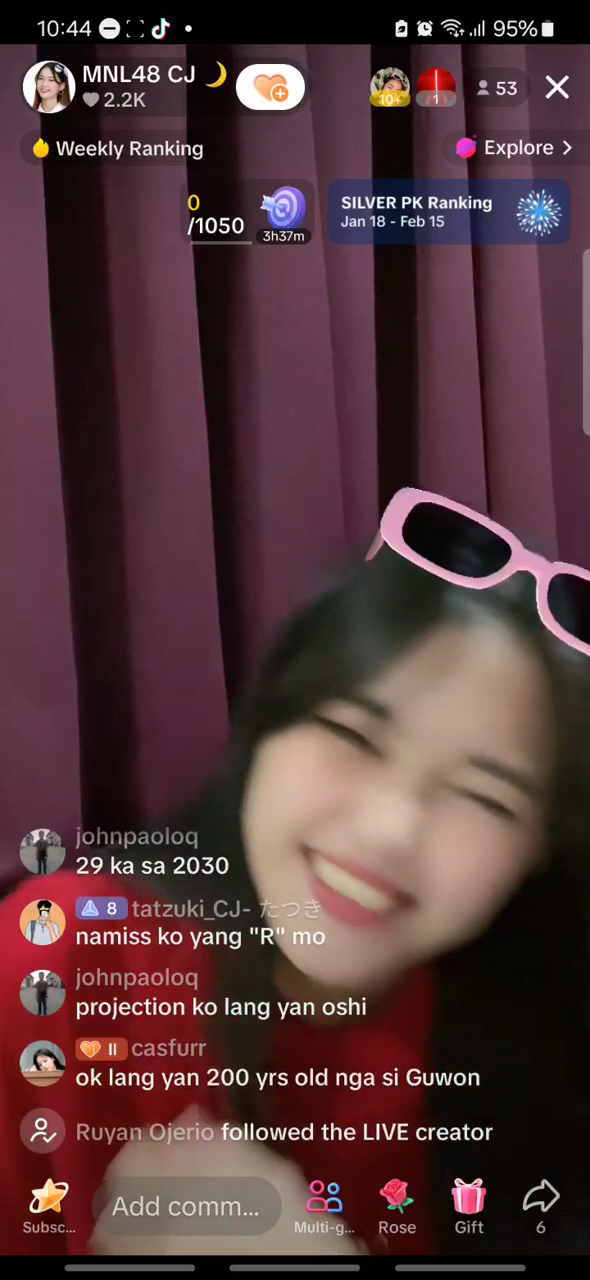 10:44
95%
MNL48 CJ 🌙
2.2K
10+
1
53
Weekly Ranking
Explore >
0
/1050
3h37m
SILVER PK Ranking
Jan 18 - Feb 15
johnpaoloq
29 ka sa 2030
8 tatzuki_CJ- たつき
namiss ko yang "R" mo
johnpaoloq
projection ko lang yan oshi
II casfurr
ok lang yan 200 yrs old nga si Guwon
Ruyan Ojerio followed the LIVE creator
Subsc...
Add comm...
Multi-g...
Rose
Gift
6